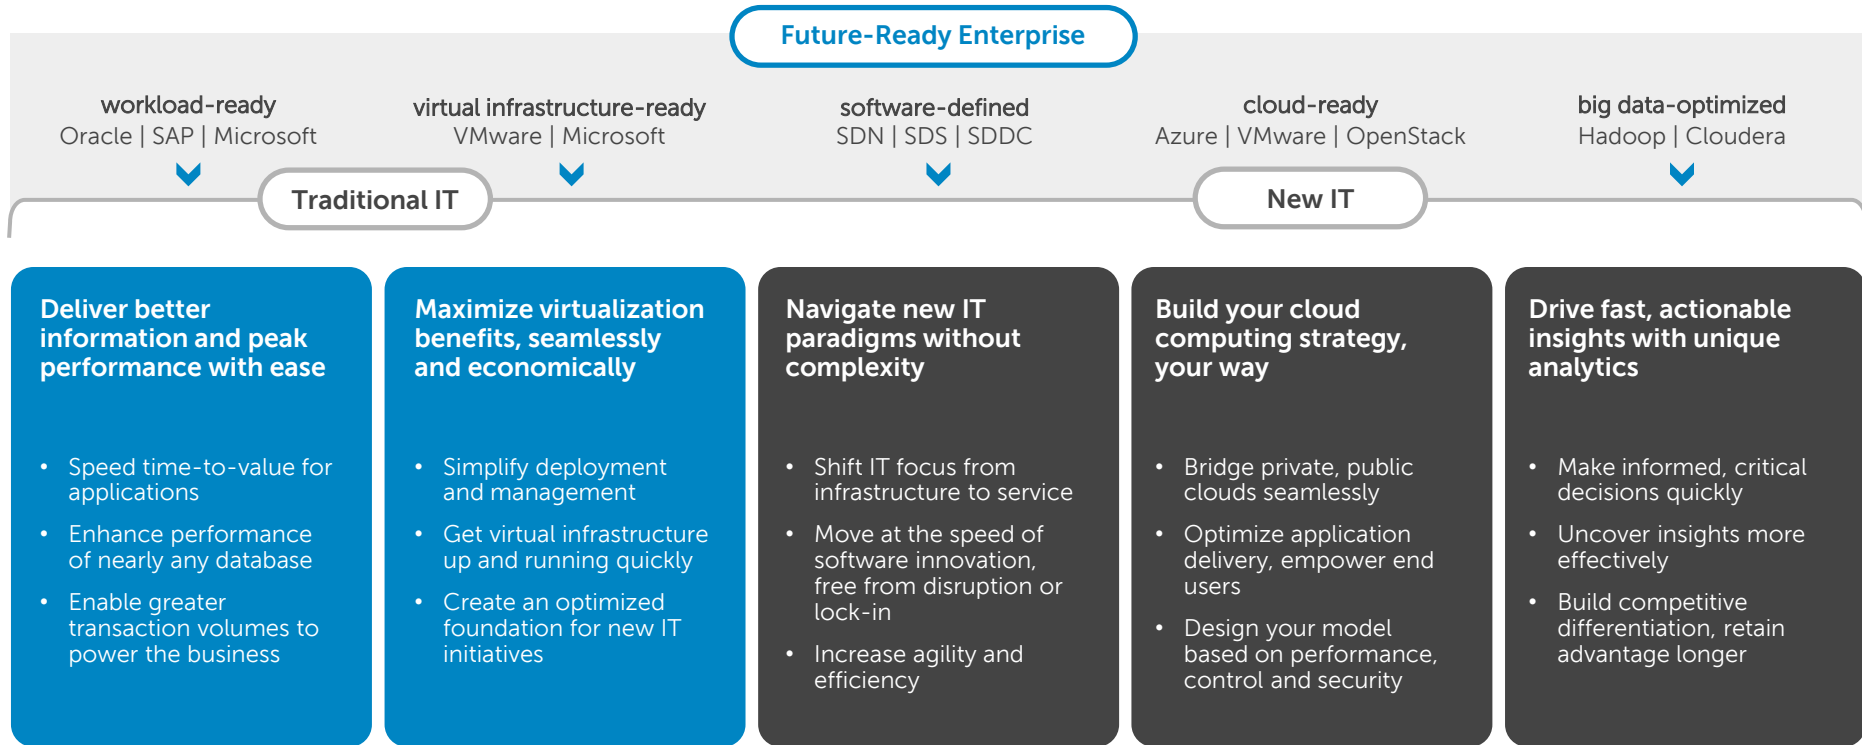 Future-Ready Enterprise
workload-ready
Oracle | SAP | Microsoft
virtual infrastructure-ready
VMware | Microsoft
software-defined
SDN | SDS | SDDC
cloud-ready
Azure | VMware | OpenStack
big data-optimized
Hadoop | Cloudera
Traditional IT
New IT
Deliver better
information and peak
performance with ease
• Speed time-to-value for
applications
• Enhance performance
of nearly any database
• Enable greater
transaction volumes to
power the business
Maximize virtualization
benefits, seamlessly
and economically
• Simplify deployment
and management
• Get virtual infrastructure
up and running quickly
• Create an optimized
foundation for new IT
initiatives
Navigate new IT
paradigms without
complexity
• Shift IT focus from
infrastructure to service
• Move at the speed of
software innovation,
free from disruption or
lock-in
• Increase agility and
efficiency
Build your cloud
computing strategy,
your way
• Bridge private, public
clouds seamlessly
• Optimize application
delivery, empower end
users
• Design your model
based on performance,
control and security
Drive fast, actionable
insights with unique
analytics
• Make informed, critical
decisions quickly
• Uncover insights more
effectively
• Build competitive
differentiation, retain
advantage longer